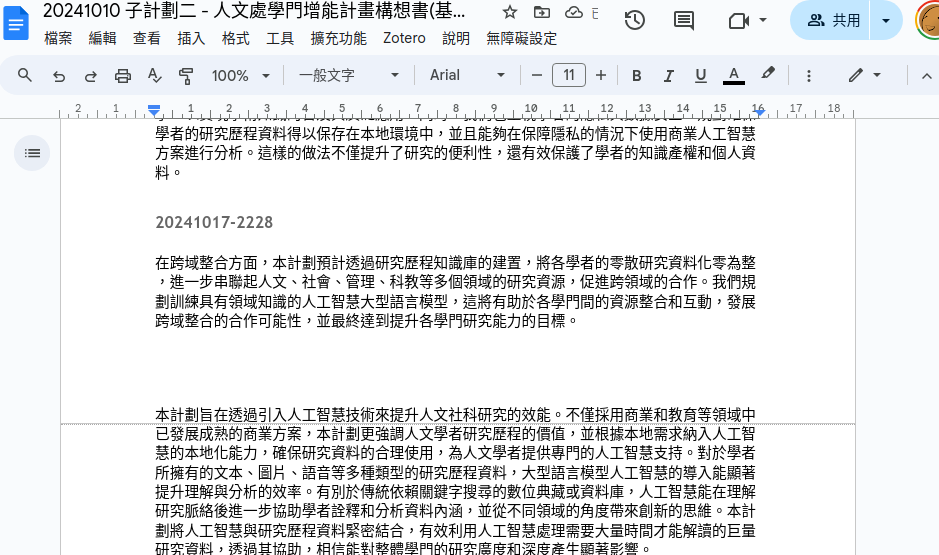 20241010 子計劃二 - 人文處學門增能計畫構想書(基...
檔案 編輯 查看 插入 格式 工具 擴充功能 Zotero 說明 無障礙設定
共用
100% 一般文字 Arial 11 B I U A
2 1 1 2 3 4 5 6 7 8 9 10 11 12 13 14 15 16 17 18
學者的研究歷程資料得以保存在本地環境中，並且能夠在保障隱私的情況下使用商業人工智慧
方案進行分析。這樣的做法不僅提升了研究的便利性，還有效保護了學者的知識產權和個人資
料。
20241017-2228
在跨域整合方面，本計劃預計透過研究歷程知識庫的建置，將各學者的零散研究資料化零為整
，進一步串聯起人文、社會、管理、科教等多個領域的研究資源，促進跨領域的合作。我們規
劃訓練具有領域知識的人工智慧大型語言模型，這將有助於各學門間的資源整合和互動，發展
跨域整合的合作可能性，並最終達到提升各學門研究能力的目標。
本計劃旨在透過引入人工智慧技術來提升人文社科研究的效能。不僅採用商業和教育等領域中
已發展成熟的商業方案，本計劃更強調人文學者研究歷程的價值，並根據本地需求納入人工智
慧的本地化能力，確保研究資料的合理使用，為人文學者提供專門的人工智慧支持。對於學者
所擁有的文本、圖片、語音等多種類型的研究歷程資料，大型語言模型人工智慧的導入能顯著
提升理解與分析的效率。有別於傳統依賴關鍵字搜尋的數位典藏或資料庫，人工智慧能在理解
研究脈絡後進一步協助學者詮釋和分析資料內涵，並從不同領域的角度帶來創新的思維。本計
劃將人工智慧與研究歷程資料緊密結合，有效利用人工智慧處理需要大量時間才能解讀的巨量
研究資料，透過其協助，相信能對整體學門的研究廣度和深度產生顯著影響。